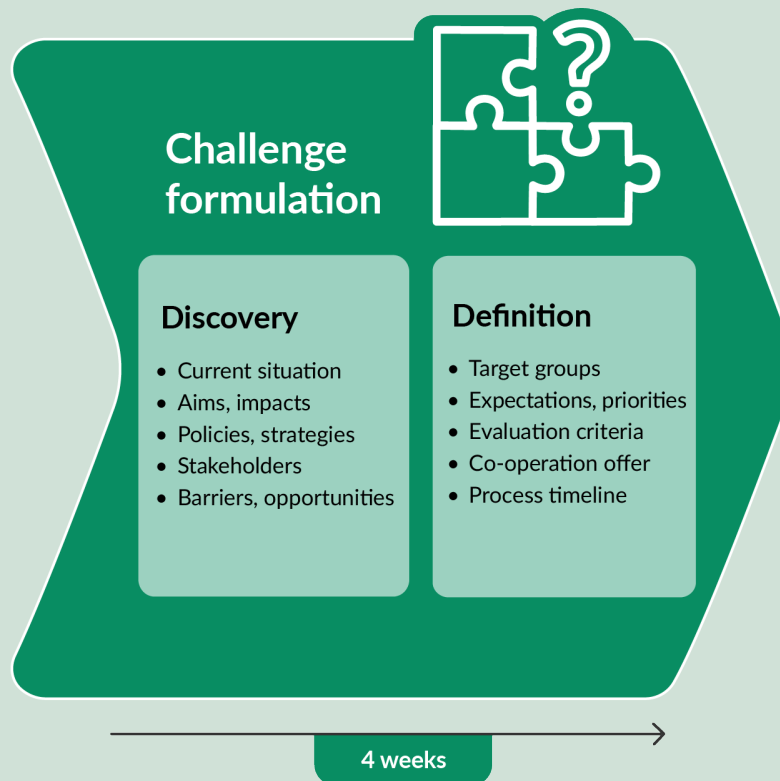 Challenge
formulation
Discovery
• Current situation
• Aims, impacts
• Policies, strategies
• Stakeholders
• Barriers, opportunities
Definition
• Target groups
• Expectations, priorities
• Evaluation criteria
• Co-operation offer
• Process timeline
4 weeks